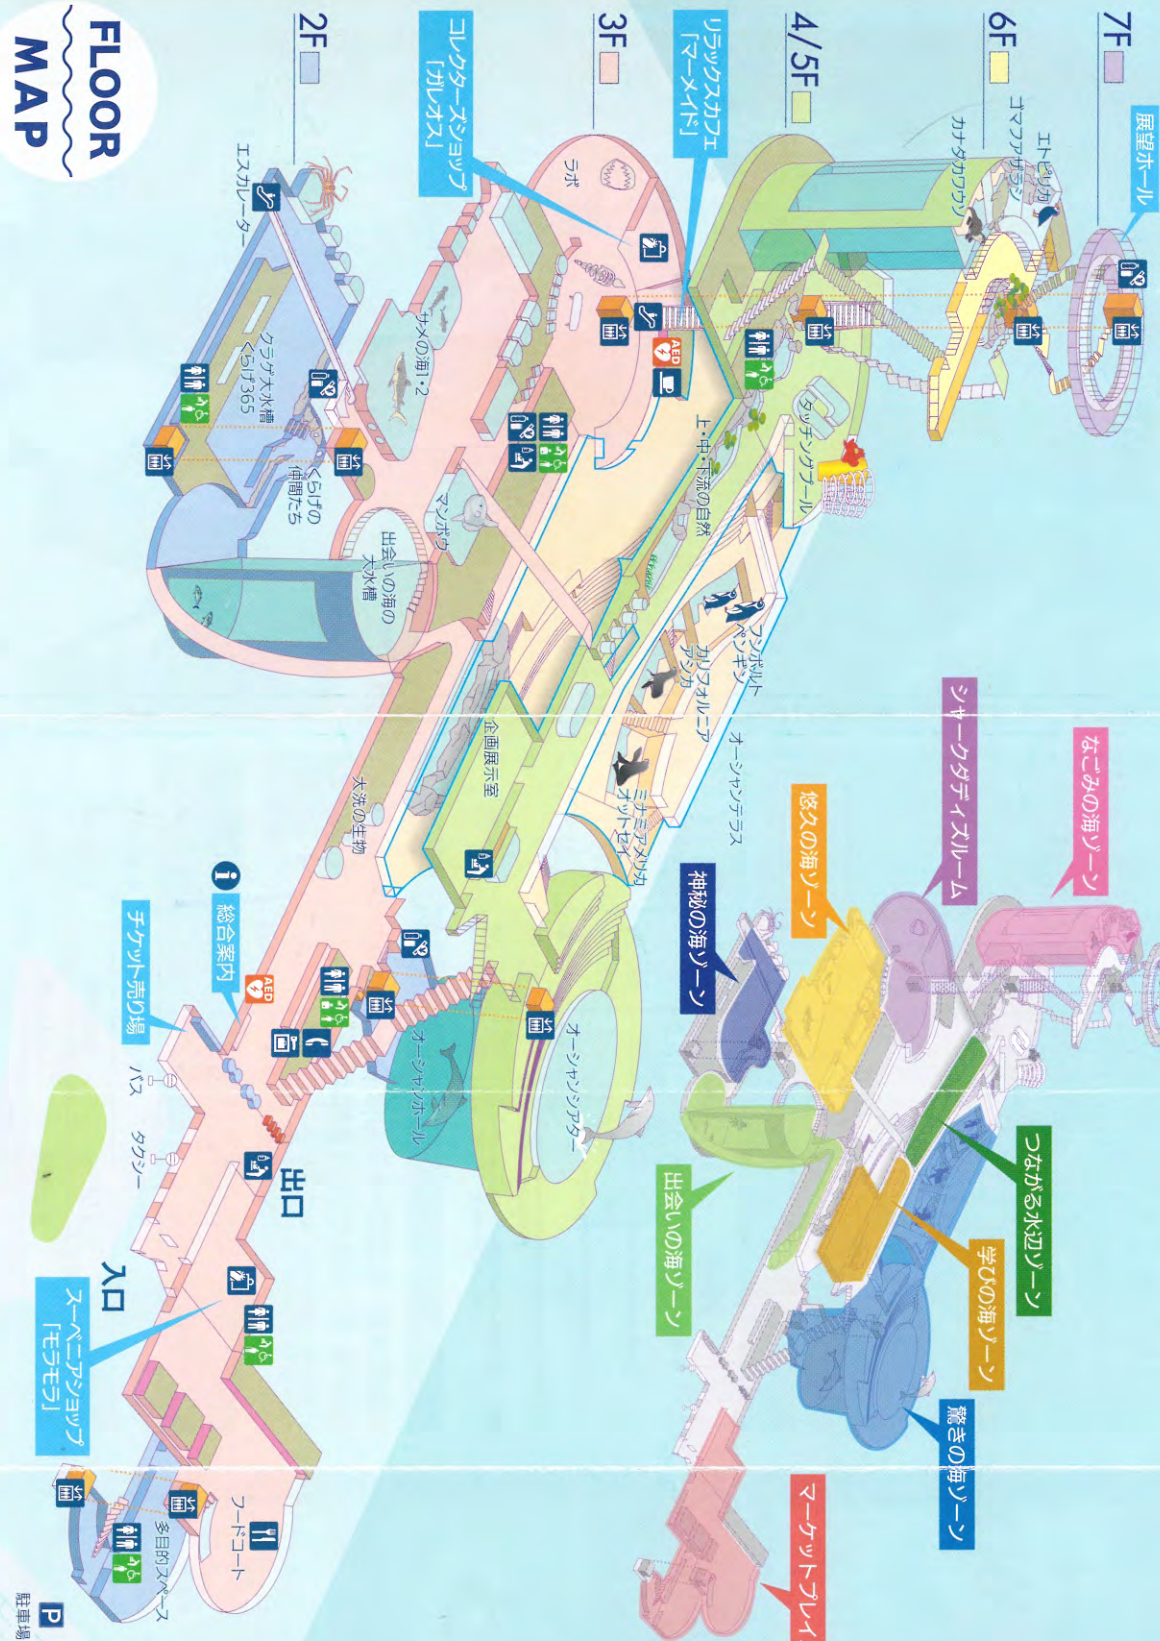 FLOOR
MAP
7F
6F
4/5F
3F
2F
展望ホール
エトピリカ
ゴマフアザラシ
カナダカワウソ
リラックスカフェ
「マーメイド」
コレクターズショップ
「ガレオス」
ラボ
エスカレーター
タッチングプール
上・中・下流の自然
サメの海1・2
クラゲ大水槽
くらげ365
くらげの
仲間たち
マンボウ
出会いの海の
大水槽
フンボルト
ペンギン
カリフォルニア
アシカ
ミナミアメリカ
オットセイ
オーシャンテラス
企画展示室
大洗の生物
オーシャンシアター
オーシャンホール
AED
AED
i
総合案内
チケット売り場
バス
タクシー
出口
入口
スーベニアショップ
「モラモラ」
フードコート
多目的スペース
P
駐車場
なごみの海ゾーン
シャークダディズルーム
悠久の海ゾーン
神秘の海ゾーン
出会いの海ゾーン
つながる水辺ゾーン
学びの海ゾーン
驚きの海ゾーン
マーケットプレイ